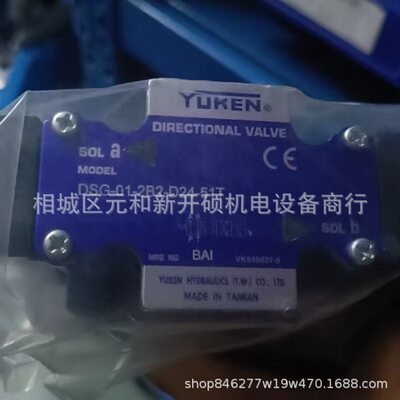 YUKEN®
DIRECTIONAL VALVE
SOL a
CE
MODEL
DSG-01-2B2-D24-51T
相城区元和新开硕机电设备商行
SOL b
MFG NO BAI
YUKEN HYDRAULICS (T.W.) CO., LTD.
MADE IN TAIWAN
shop846277w19w470.1688.com